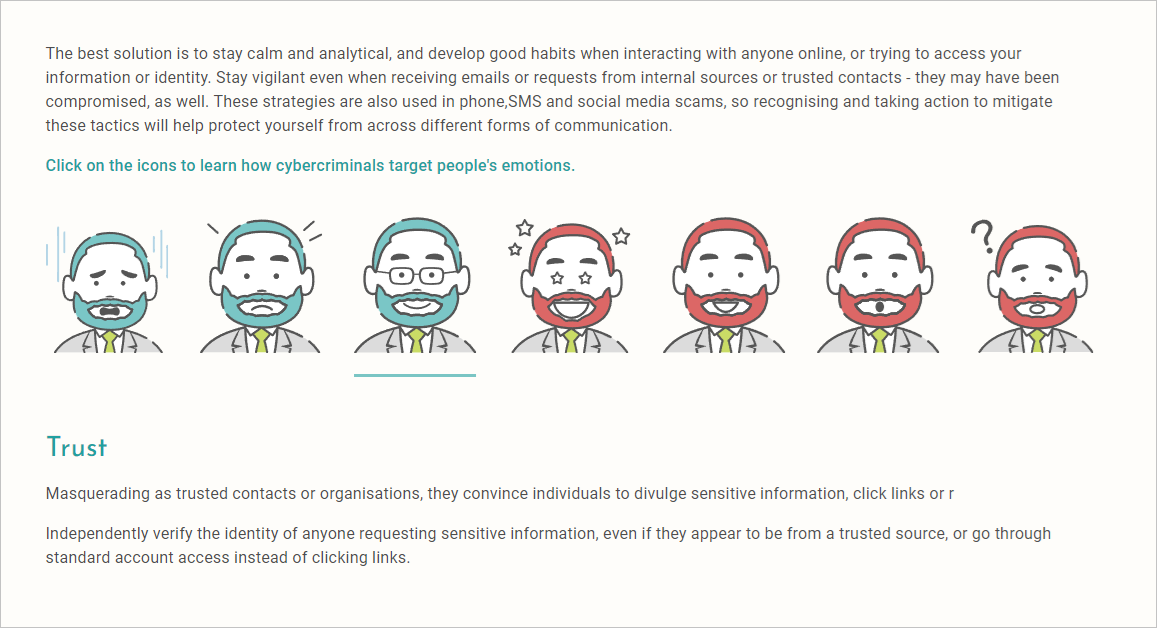 The best solution is to stay calm and analytical, and develop good habits when interacting with anyone online, or trying to access your
information or identity. Stay vigilant even when receiving emails or requests from internal sources or trusted contacts - they may have been
compromised, as well. These strategies are also used in phone,SMS and social media scams, so recognising and taking action to mitigate
these tactics will help protect yourself from across different forms of communication.
Click on the icons to learn how cybercriminals target people's emotions.
?
Trust
Masquerading as trusted contacts or organisations, they convince individuals to divulge sensitive information, click links or r
Independently verify the identity of anyone requesting sensitive information, even if they appear to be from a trusted source, or go through
standard account access instead of clicking links.